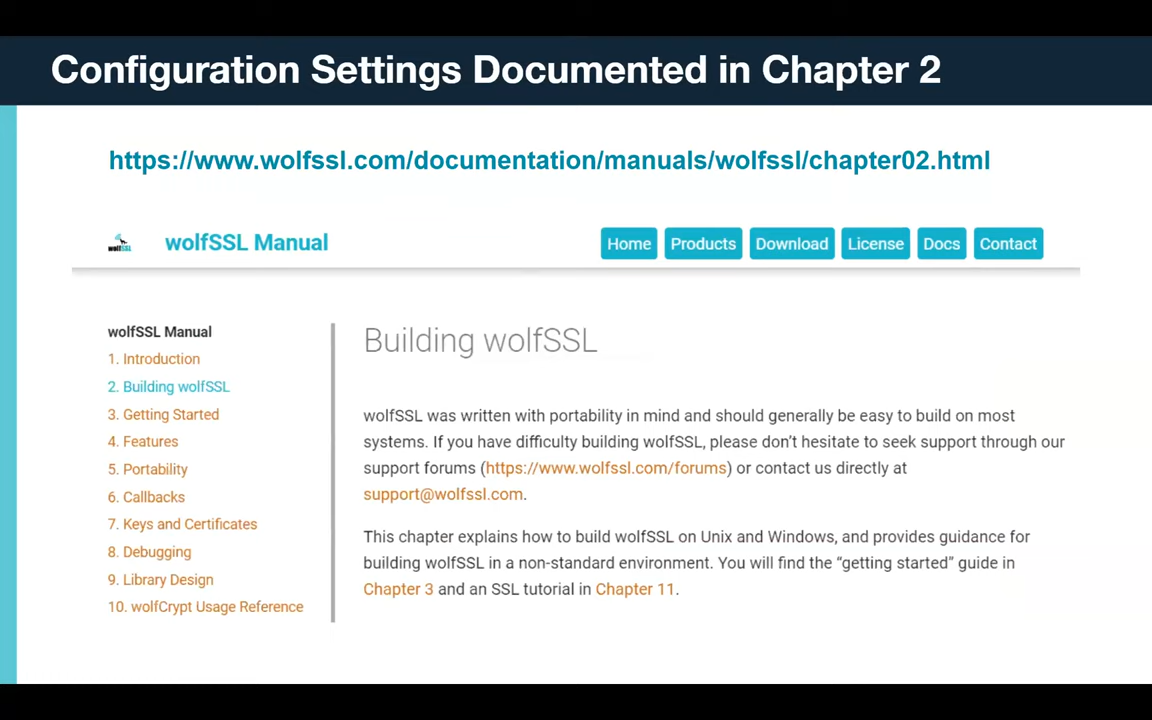 Configuration Settings Documented in Chapter 2
https://www.wolfssl.com/documentation/manuals/wolfssl/chapter02.html
wolfSSL
wolfSSL Manual
Home Products Download License Docs Contact
wolfSSL Manual
1. Introduction
2. Building wolfSSL
3. Getting Started
4. Features
5. Portability
6. Callbacks
7. Keys and Certificates
8. Debugging
9. Library Design
10. wolfCrypt Usage Reference
Building wolfSSL
wolfSSL was written with portability in mind and should generally be easy to build on most
systems. If you have difficulty building wolfSSL, please don’t hesitate to seek support through our
support forums (https://www.wolfssl.com/forums) or contact us directly at
support@wolfssl.com.
This chapter explains how to build wolfSSL on Unix and Windows, and provides guidance for
building wolfSSL in a non-standard environment. You will find the “getting started” guide in
Chapter 3 and an SSL tutorial in Chapter 11.